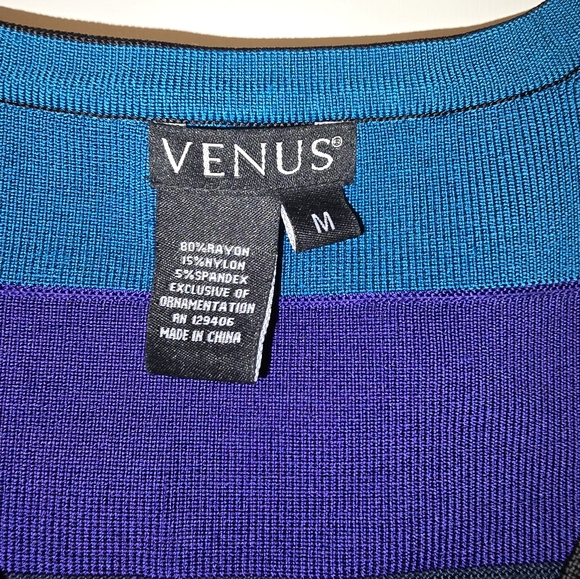 VENUS®
M
80%RAYON
15%NYLON
5%SPANDEX
EXCLUSIVE OF
ORNAMENTATION
RN 129406
MADE IN CHINA